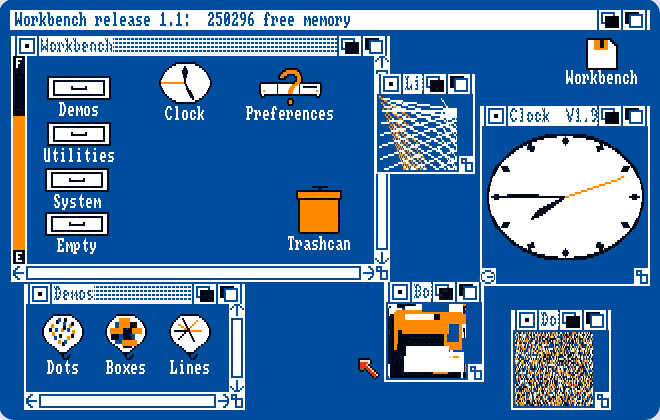 Workbench release 1.1: 250296 free memory
Workbench
F
Workbench
Clock
Preferences
Demos
Clock V1.9
Utilities
System
Trashcan
Empty
E
Demos
Dots
Boxes
Lines